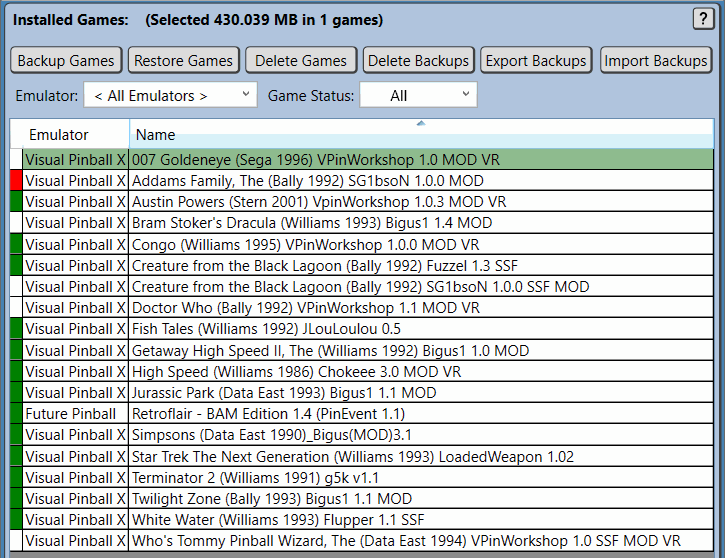 Installed Games: (Selected 430.039 MB in 1 games) ?
Backup Games Restore Games Delete Games Delete Backups Export Backups Import Backups
Emulator: < All Emulators > Game Status: All
Emulator Name
Visual Pinball X 007 Goldeneye (Sega 1996) VPinWorkshop 1.0 MOD VR
Visual Pinball X Addams Family, The (Bally 1992) SG1bsoN 1.0.0 MOD
Visual Pinball X Austin Powers (Stern 2001) VpinWorkshop 1.0.3 MOD VR
Visual Pinball X Bram Stoker's Dracula (Williams 1993) Bigus1 1.4 MOD
Visual Pinball X Congo (Williams 1995) VPinWorkshop 1.0.0 MOD VR
Visual Pinball X Creature from the Black Lagoon (Bally 1992) Fuzzel 1.3 SSF
Visual Pinball X Creature from the Black Lagoon (Bally 1992) SG1bsoN 1.0.0 SSF MOD
Visual Pinball X Doctor Who (Bally 1992) VPinWorkshop 1.1 MOD VR
Visual Pinball X Fish Tales (Williams 1992) JLouLoulou 0.5
Visual Pinball X Getaway High Speed II, The (Williams 1992) Bigus1 1.0 MOD
Visual Pinball X High Speed (Williams 1986) Chokeee 3.0 MOD VR
Visual Pinball X Jurassic Park (Data East 1993) Bigus1 1.1 MOD
Future Pinball Retroflair - BAM Edition 1.4 (PinEvent 1.1)
Visual Pinball X Simpsons (Data East 1990)_Bigus(MOD)3.1
Visual Pinball X Star Trek The Next Generation (Williams 1993) LoadedWeapon 1.02
Visual Pinball X Terminator 2 (Williams 1991) g5k v1.1
Visual Pinball X Twilight Zone (Bally 1993) Bigus1 1.1 MOD
Visual Pinball X White Water (Williams 1993) Flupper 1.1 SSF
Visual Pinball X Who's Tommy Pinball Wizard, The (Data East 1994) VPinWorkshop 1.0 SSF MOD VR